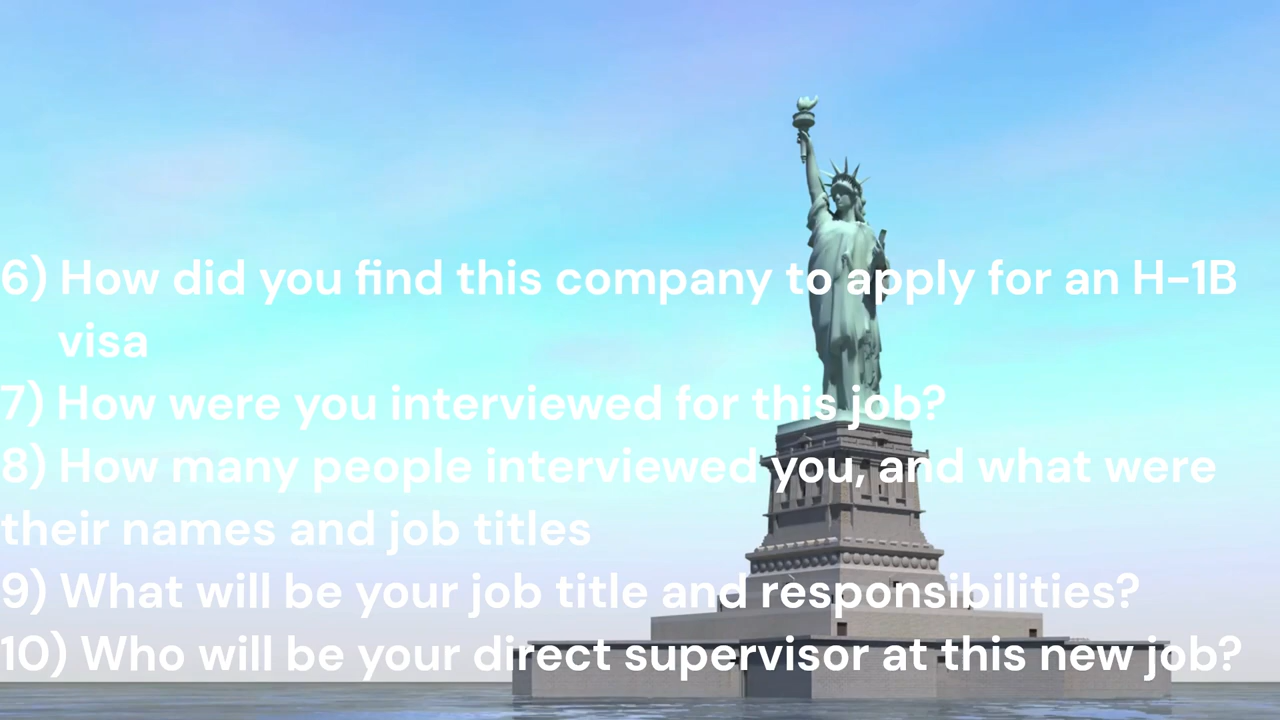 6) How did you find this company to apply for an H-1B
visa
7) How were you interviewed for this job?
8) How many people interviewed you, and what were
their names and job titles
9) What will be your job title and responsibilities?
10) Who will be your direct supervisor at this new job?